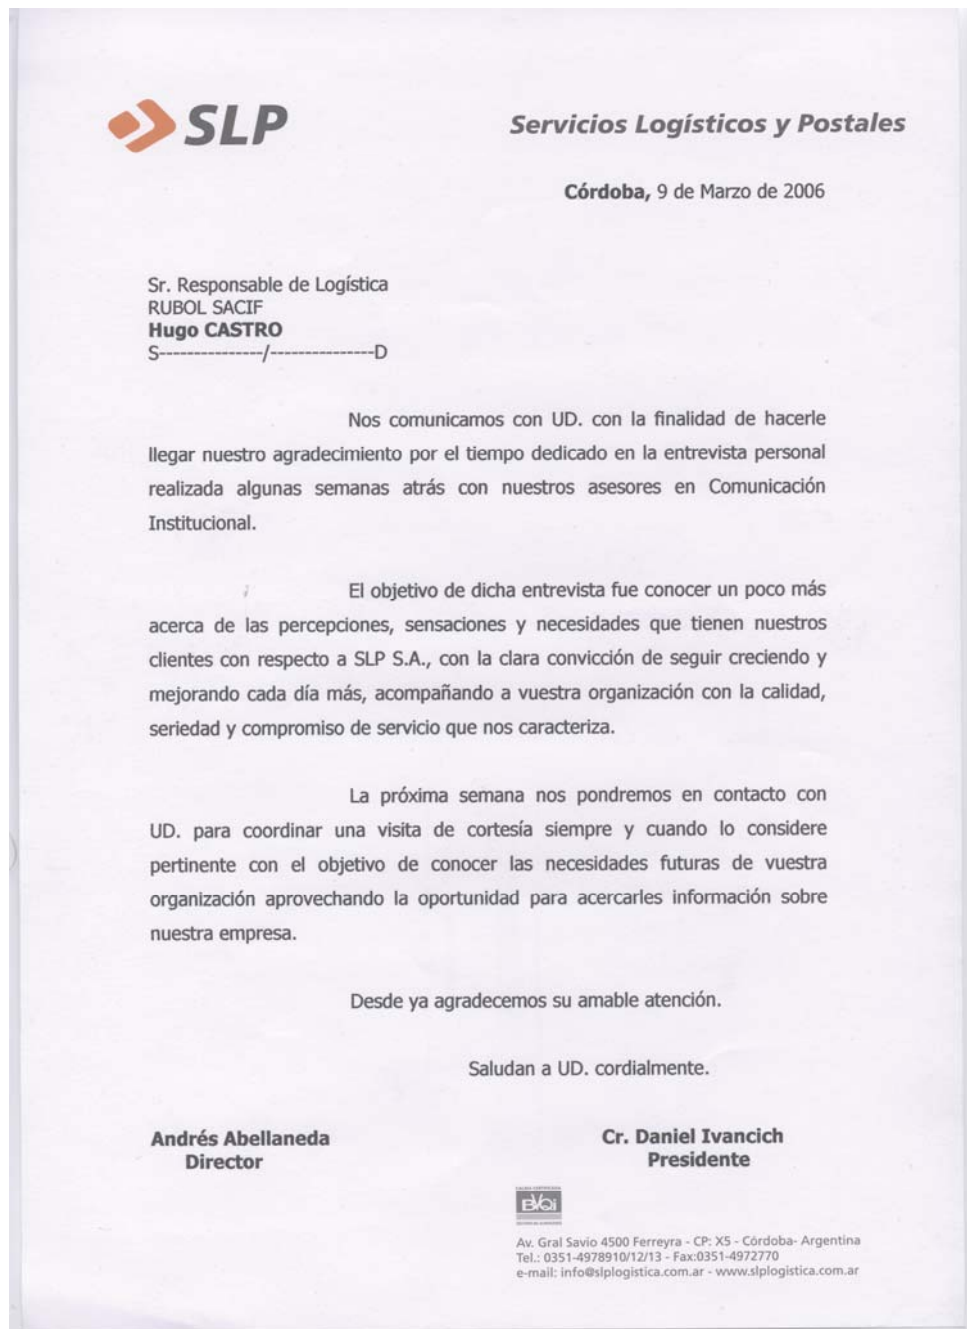 SLP
Servicios Logísticos y Postales
Córdoba, 9 de Marzo de 2006
Sr. Responsable de Logística
RUBOL SACIF
Hugo CASTRO
S---------------/---------------D
Nos comunicamos con UD. con la finalidad de hacerle
llegar nuestro agradecimiento por el tiempo dedicado en la entrevista personal
realizada algunas semanas atrás con nuestros asesores en Comunicación
Institucional.
El objetivo de dicha entrevista fue conocer un poco más
acerca de las percepciones, sensaciones y necesidades que tienen nuestros
clientes con respecto a SLP S.A., con la clara convicción de seguir creciendo y
mejorando cada día más, acompañando a vuestra organización con la calidad,
seriedad y compromiso de servicio que nos caracteriza.
La próxima semana nos pondremos en contacto con
UD. para coordinar una visita de cortesía siempre y cuando lo considere
pertinente con el objetivo de conocer las necesidades futuras de vuestra
organización aprovechando la oportunidad para acercarles información sobre
nuestra empresa.
Desde ya agradecemos su amable atención.
Saludan a UD. cordialmente.
Andrés Abellaneda
Director
Cr. Daniel Ivancich
Presidente
BVQi
Av. Gral Savio 4500 Ferreyra - CP: X5 - Córdoba- Argentina
Tel.: 0351-4978910/12/13 - Fax:0351-4972770
e-mail: info@slplogistica.com.ar - www.slplogistica.com.ar